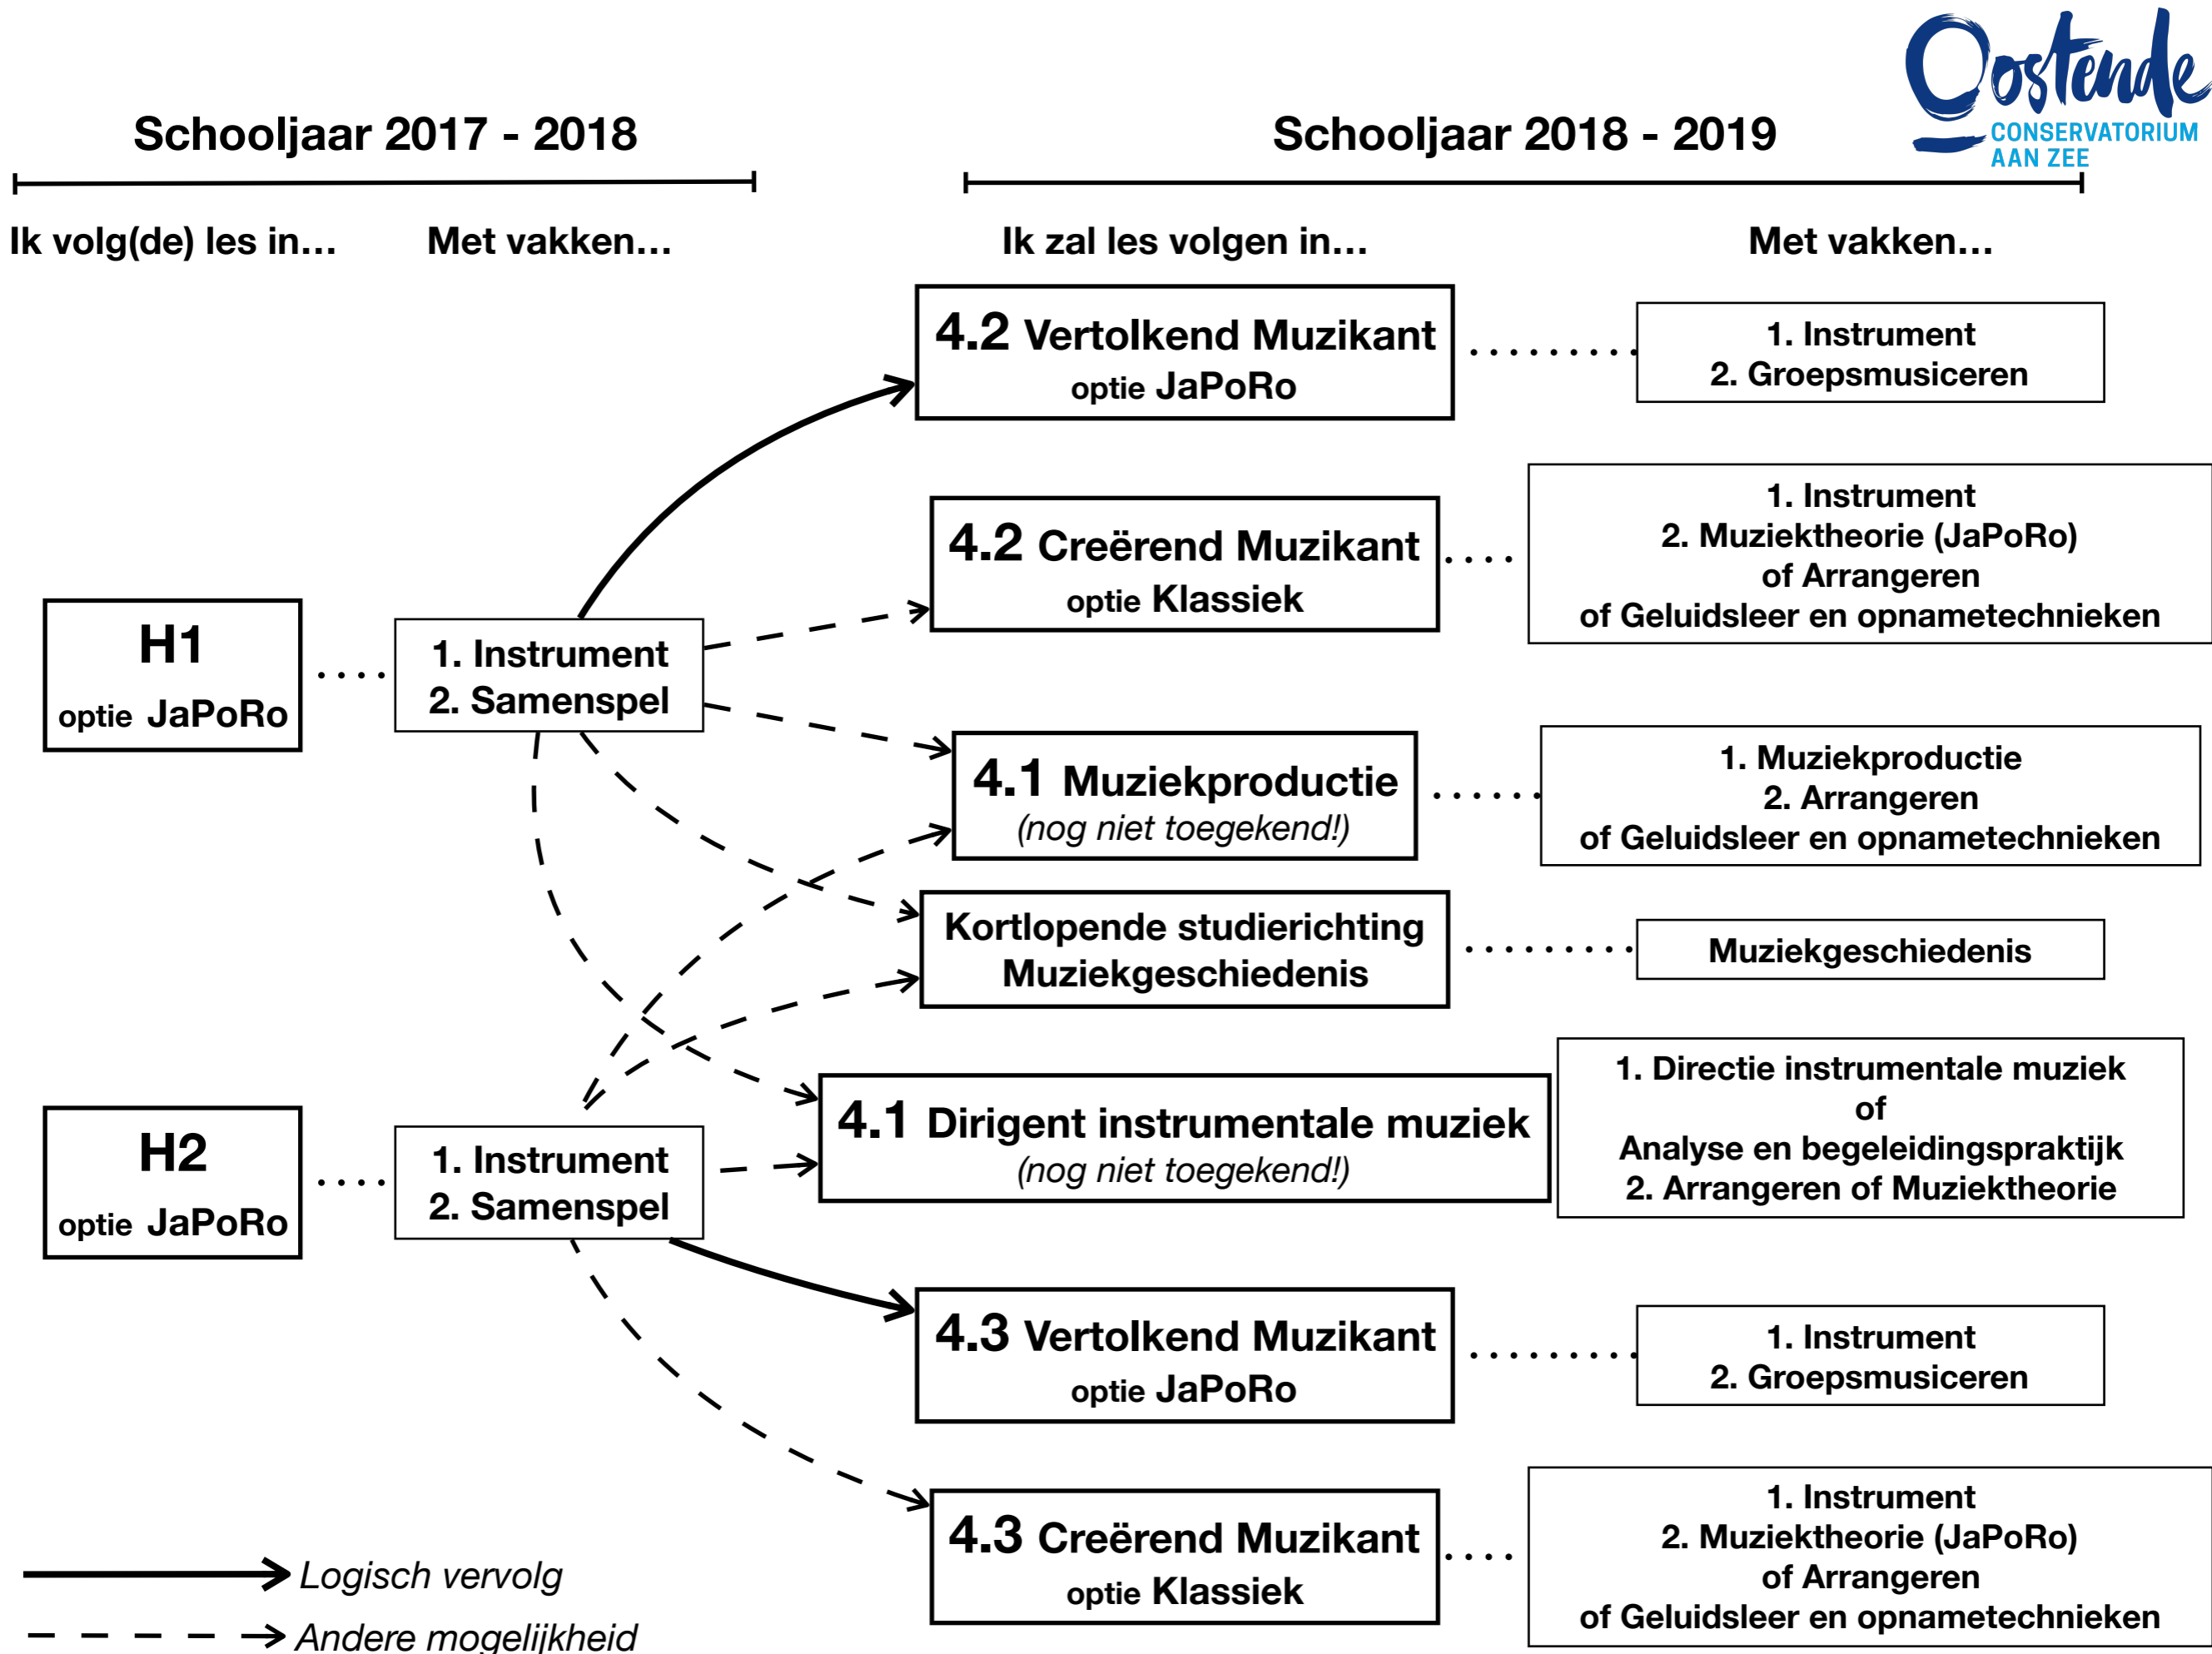 Oostende
CONSERVATORIUM
AAN ZEE
Schooljaar 2017 - 2018
Schooljaar 2018 - 2019
Ik volg(de) les in…
Met vakken…
Ik zal les volgen in…
Met vakken…
4.2 Vertolkend Muzikant
optie JaPoRo
1. Instrument
2. Groepsmusiceren
4.2 Creërend Muzikant
optie Klassiek
1. Instrument
2. Muziektheorie (JaPoRo)
of Arrangeren
of Geluidsleer en opnametechnieken
H1
optie JaPoRo
1. Instrument
2. Samenspel
4.1 Muziekproductie
(nog niet toegekend!)
1. Muziekproductie
2. Arrangeren
of Geluidsleer en opnametechnieken
Kortlopende studierichting
Muziekgeschiedenis
Muziekgeschiedenis
4.1 Dirigent instrumentale muziek
(nog niet toegekend!)
1. Directie instrumentale muziek
of
Analyse en begeleidingspraktijk
2. Arrangeren of Muziektheorie
H2
optie JaPoRo
1. Instrument
2. Samenspel
4.3 Vertolkend Muzikant
optie JaPoRo
1. Instrument
2. Groepsmusiceren
4.3 Creërend Muzikant
optie Klassiek
1. Instrument
2. Muziektheorie (JaPoRo)
of Arrangeren
of Geluidsleer en opnametechnieken
Logisch vervolg
Andere mogelijkheid